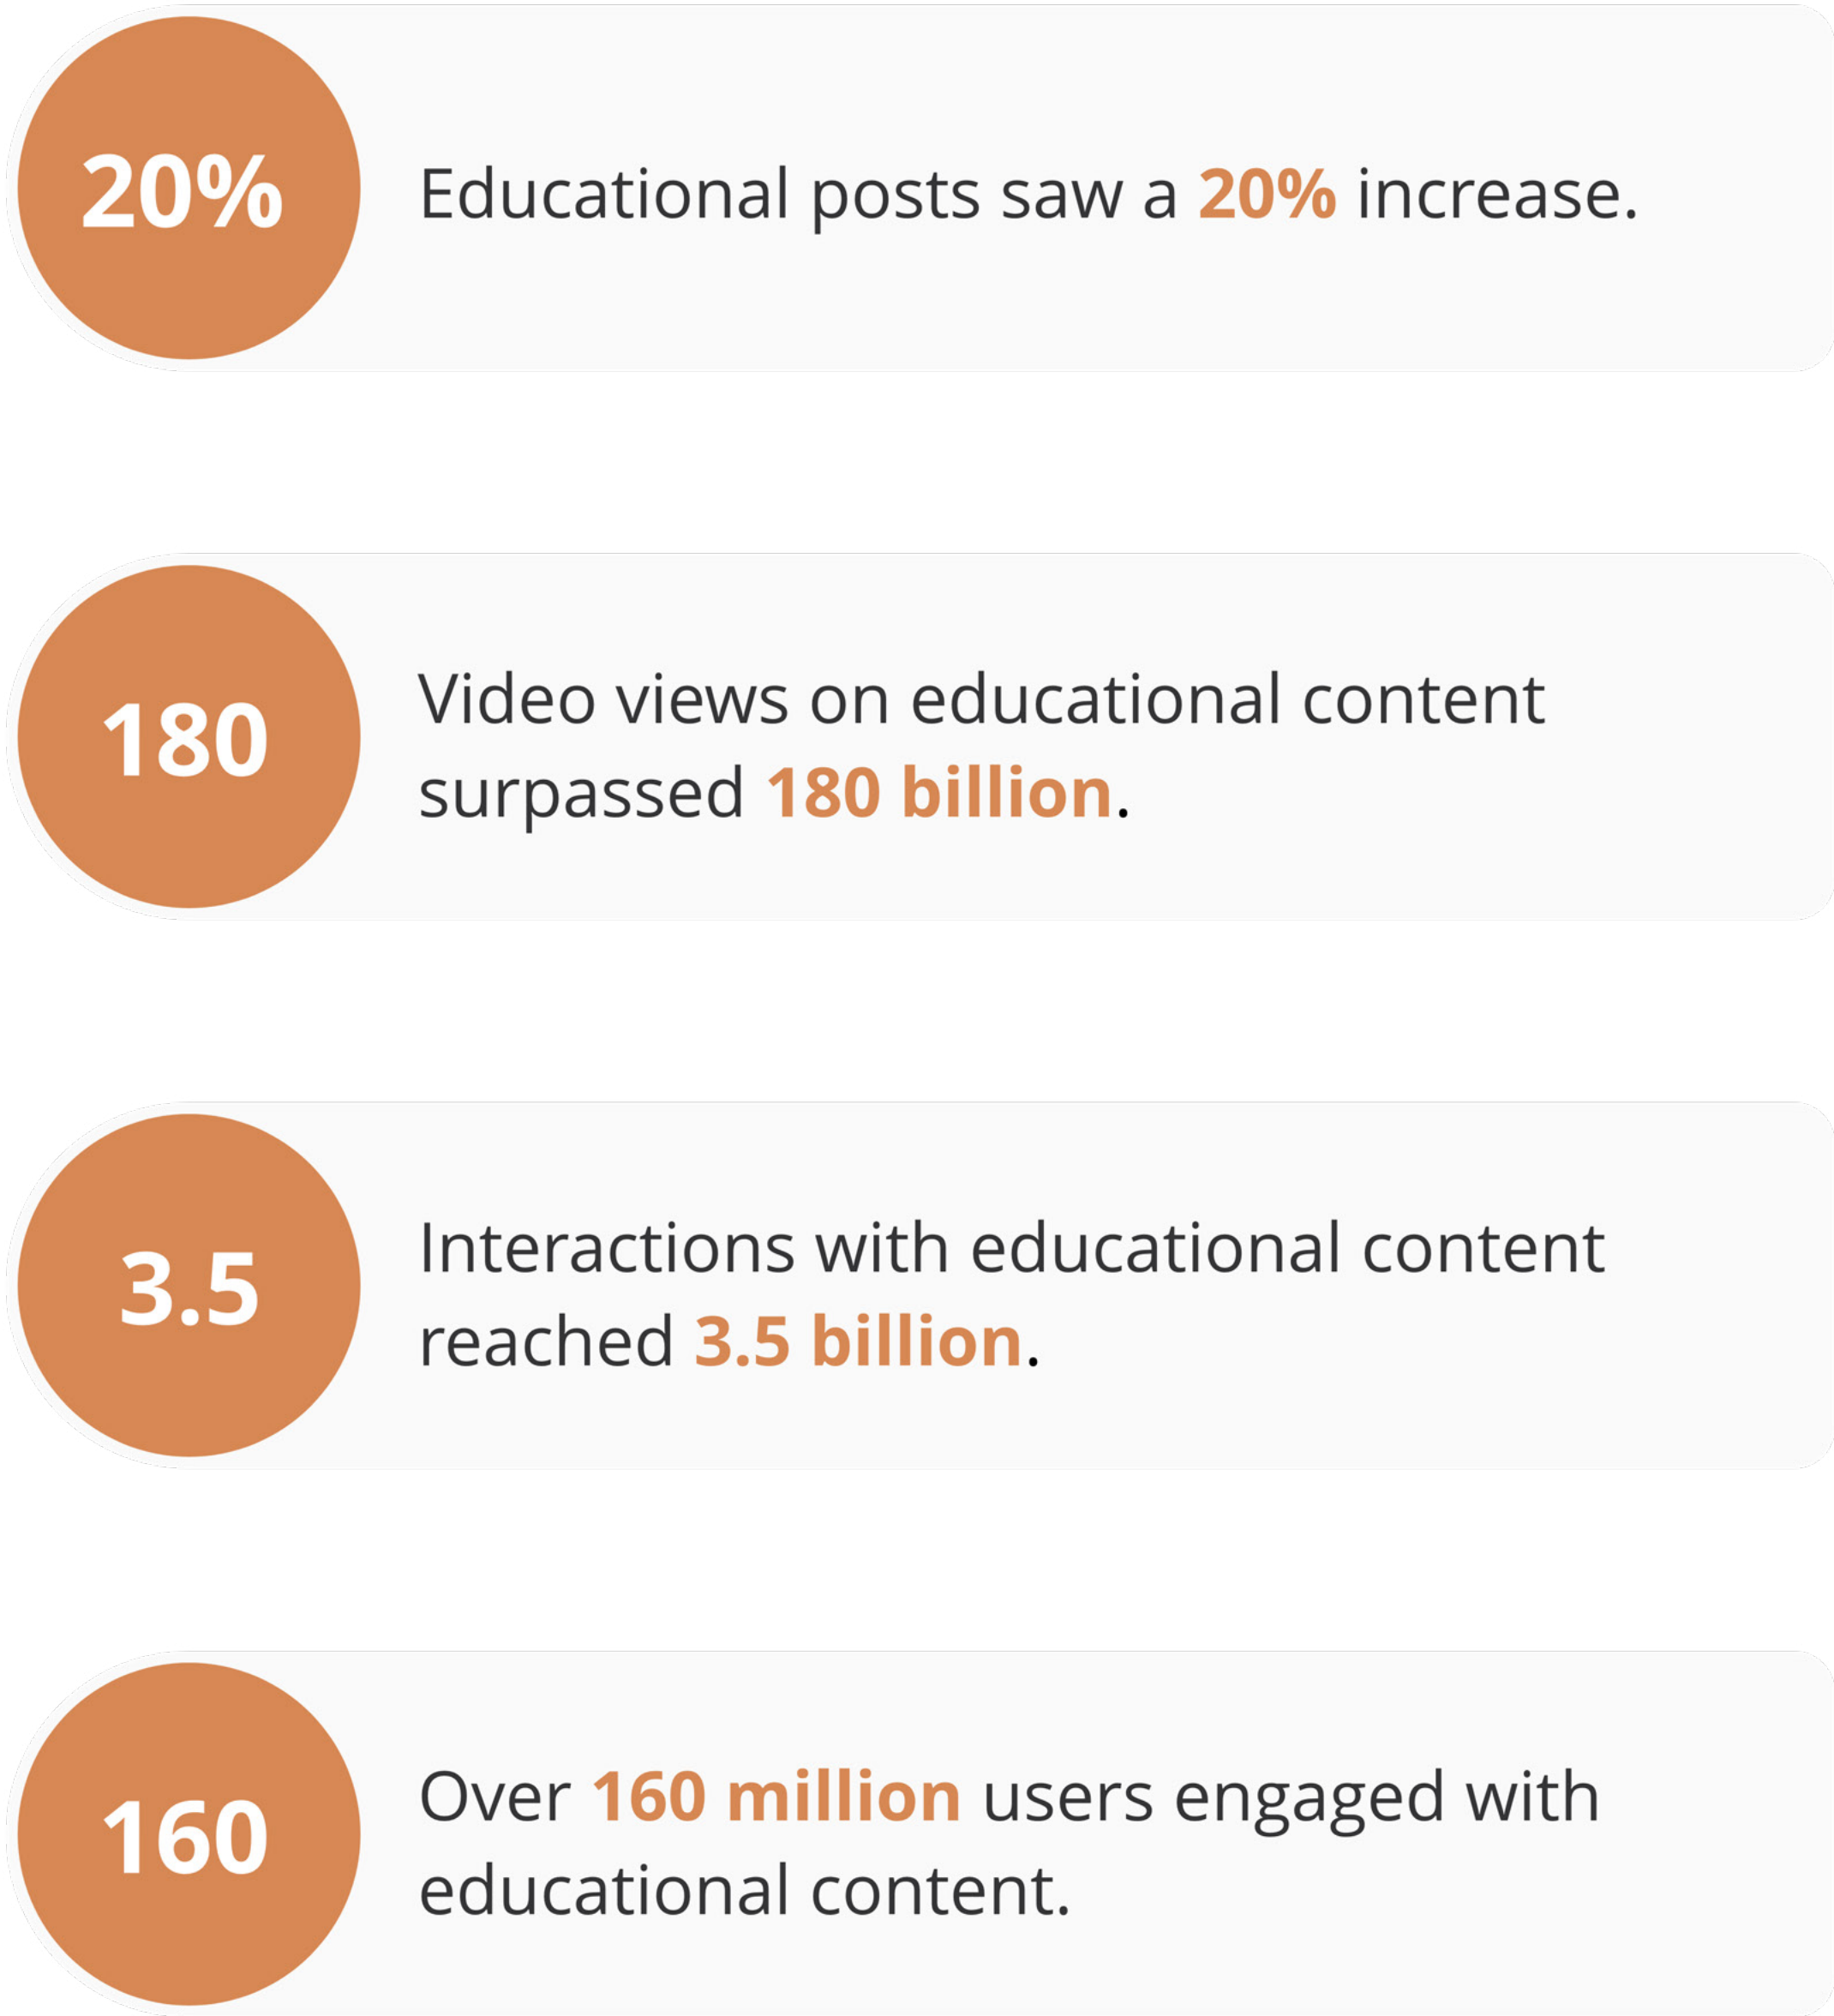 20%
Educational posts saw a 20% increase.
180
Video views on educational content
surpassed 180 billion.
3.5
Interactions with educational content
reached 3.5 billion.
160
Over 160 million users engaged with
educational content.